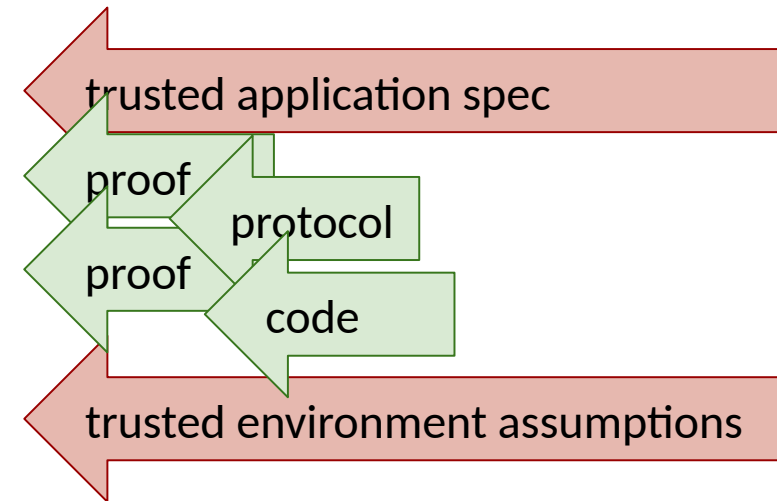 trusted application spec
proof
protocol
proof
code
trusted environment assumptions